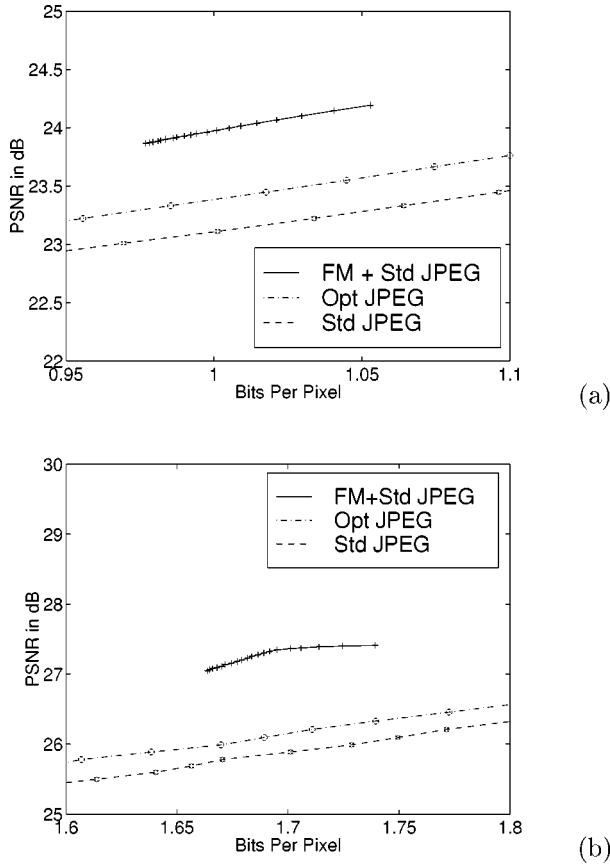 25
24.5
24
23.5
23
22.5
22
PSNR in dB
FM + Std JPEG
Opt JPEG
Std JPEG
0.95
1
1.05
1.1
Bits Per Pixel
(a)
30
29
28
27
26
25
PSNR in dB
FM+Std JPEG
Opt JPEG
Std JPEG
1.6
1.65
1.7
1.75
1.8
Bits Per Pixel
(b)